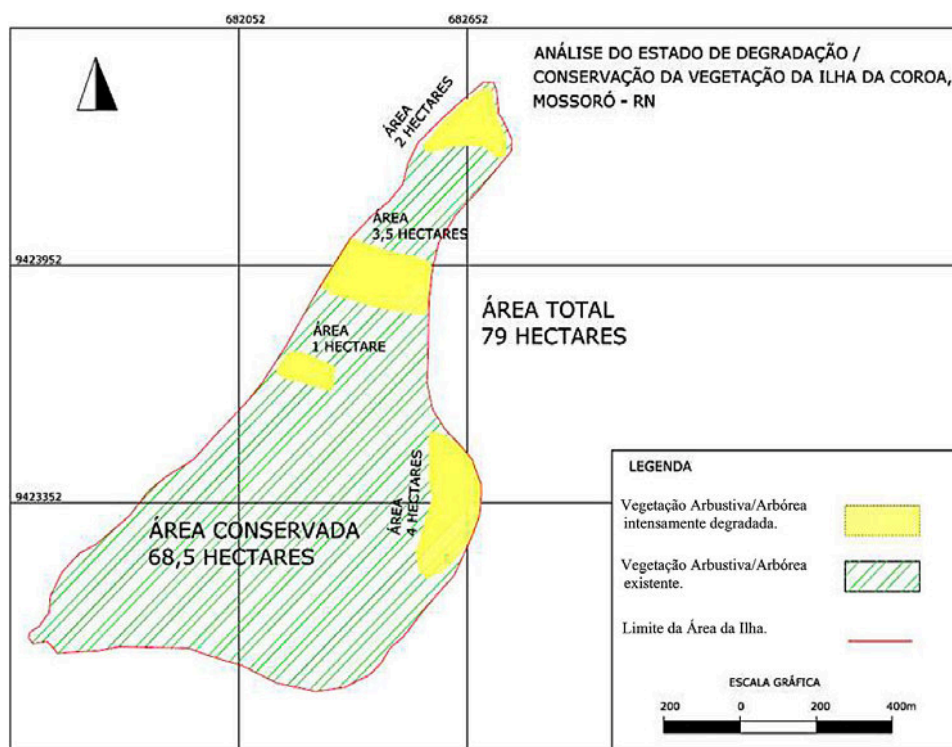 682052
682652
ANÁLISE DO ESTADO DE DEGRADAÇÃO /
CONSERVAÇÃO DA VEGETAÇÃO DA ILHA DA COROA,
MOSSORÓ - RN
ÁREA
2 HECTARES
ÁREA
3,5 HECTARES
9423952
ÁREA TOTAL
79 HECTARES
ÁREA
1 HECTARE
ÁREA
4 HECTARES
9423352
ÁREA CONSERVADA
68,5 HECTARES
LEGENDA
Vegetação Arbustiva/Arbórea
intensamente degradada.
Vegetação Arbustiva/Arbórea
existente.
Limite da Área da Ilha.
ESCALA GRÁFICA
200 0 200 400m